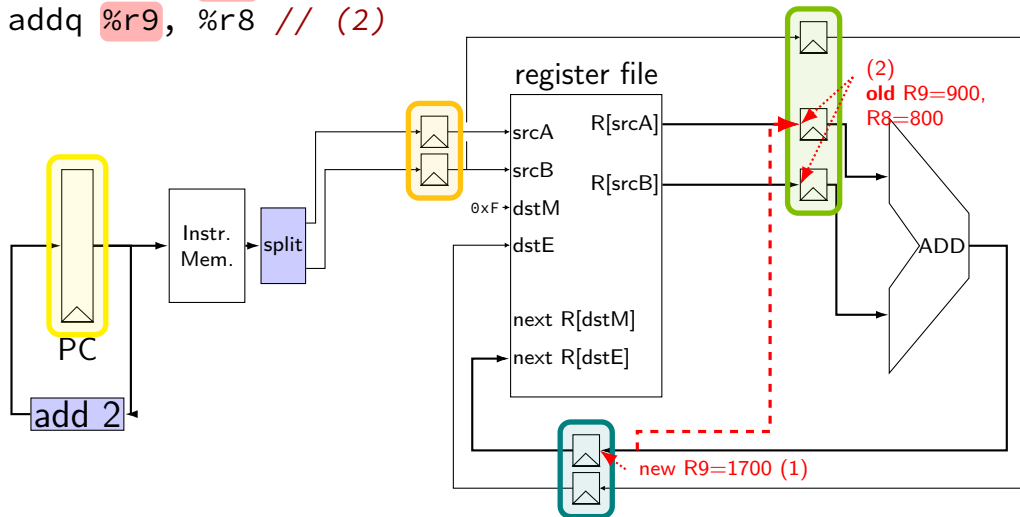 addq %r9, %r8 // (2)
register file
(2)
old R9=900,
R8=800
R[srcA]
srcA
srcB
R[srcB]
0xF
dstM
dstE
Instr.
Mem.
split
ADD
next R[dstM]
next R[dstE]
PC
add 2
new R9=1700 (1)